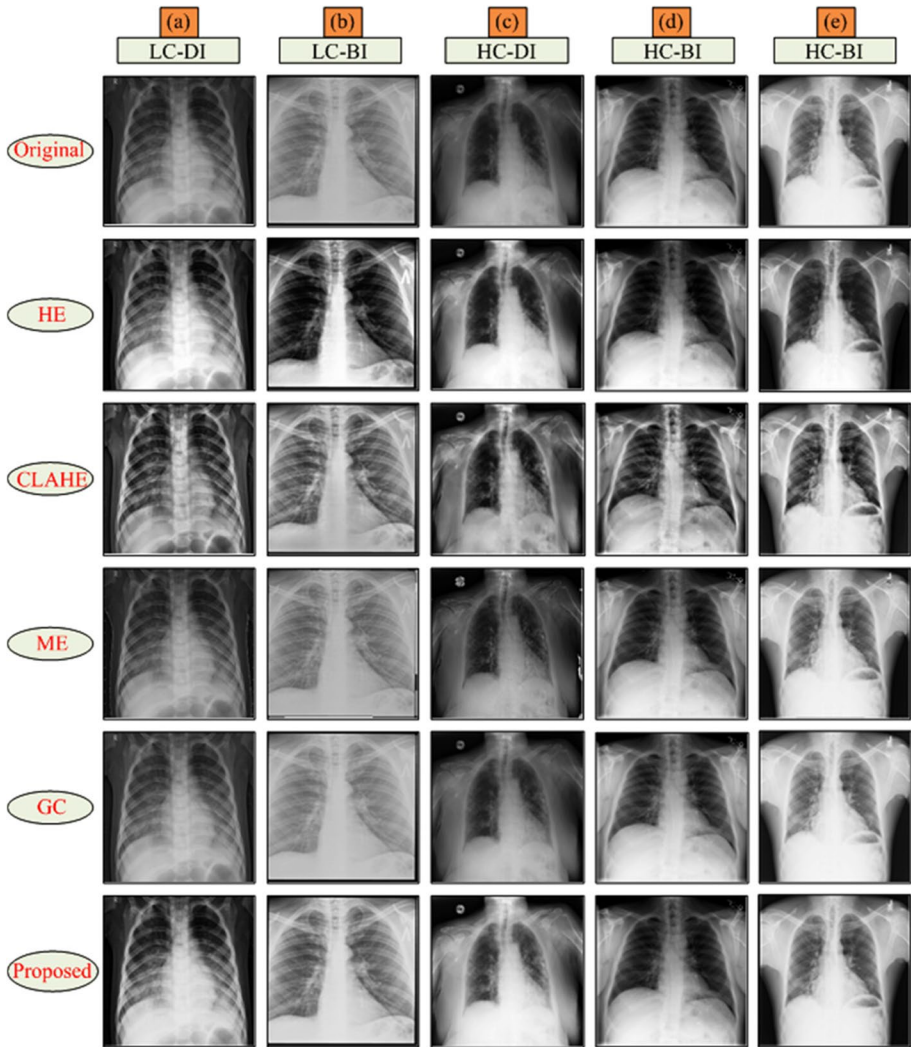 (a) (b) (c) (d) (e)
LC-DI LC-BI HC-DI HC-BI HC-BI
Original
HE
CLAHE
ME
GC
Proposed